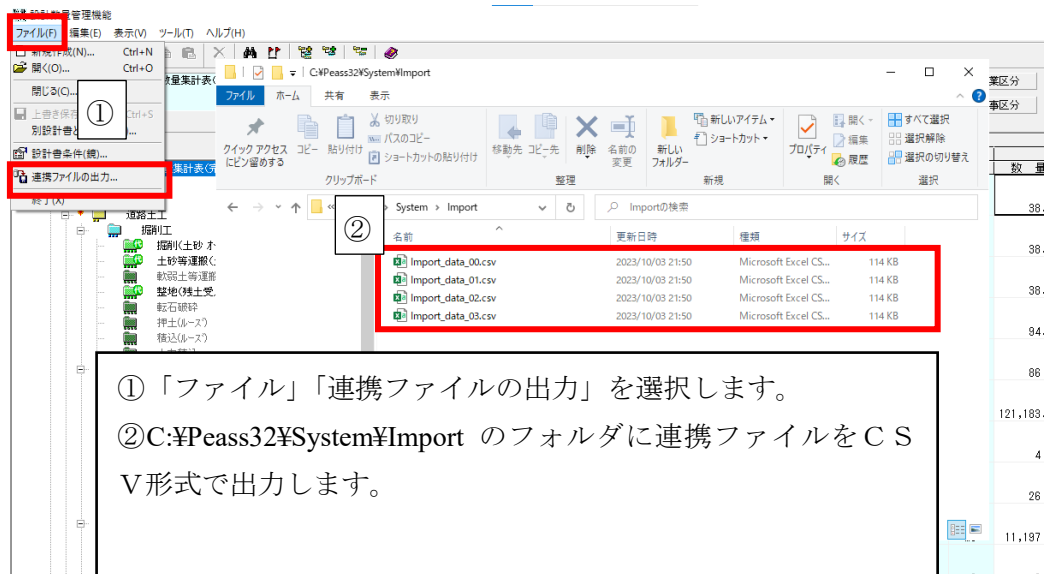 設計数量管理機能
ファイル(F) 編集(E) 表示(V) ツール(T) ヘルプ(H)
新規作成(N)... Ctrl+N
開く(O)... Ctrl+O
閉じる(C)...
上書き保存 Ctrl+S
別設計書と
設計書条件(鏡)...
連携ファイルの出力...
終了(X)
①
数量集計表(
集計表(完
C:¥Peass32¥System¥Import
ファイル ホーム 共有 表示
クイック アクセス
にピン留めする
コピー 貼り付け
切り取り
パスのコピー
ショートカットの貼り付け
クリップボード
移動先 コピー先 削除 名前の
変更
整理
新しい
フォルダー
新しいアイテム
ショートカット
新規
プロパティ
開く
編集
履歴
開く
すべて選択
選択解除
選択の切り替え
選択
« System › Import
Importの検索
②
名前 更新日時 種類 サイズ
Import_data_00.csv 2023/10/03 21:50 Microsoft Excel CS... 114 KB
Import_data_01.csv 2023/10/03 21:50 Microsoft Excel CS... 114 KB
Import_data_02.csv 2023/10/03 21:50 Microsoft Excel CS... 114 KB
Import_data_03.csv 2023/10/03 21:50 Microsoft Excel CS... 114 KB
業区分
事区分
数 量
38.
38.
38.
94.
86
121,183.
4
26
11,197
道路土工
掘削工
掘削(土砂 オ
土砂等運搬(
軟弱土等運搬
整地(残土受
転石破砕
押土(ルーズ)
積込(ルーズ)
①「ファイル」「連携ファイルの出力」を選択します。
②C:¥Peass32¥System¥Import のフォルダに連携ファイルをＣＳ
Ｖ形式で出力します。